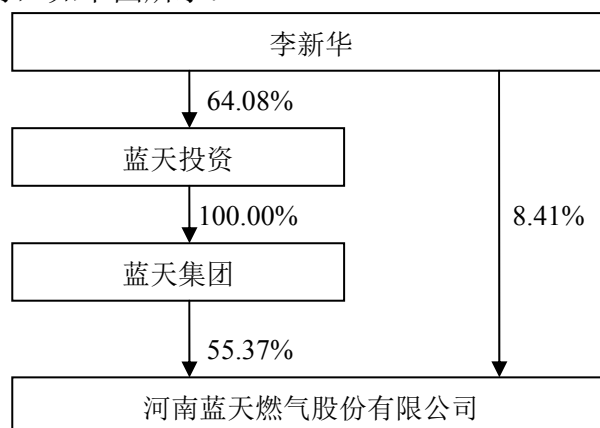 李新华
64.08%
蓝天投资
100.00%
8.41%
蓝天集团
55.37%
河南蓝天燃气股份有限公司